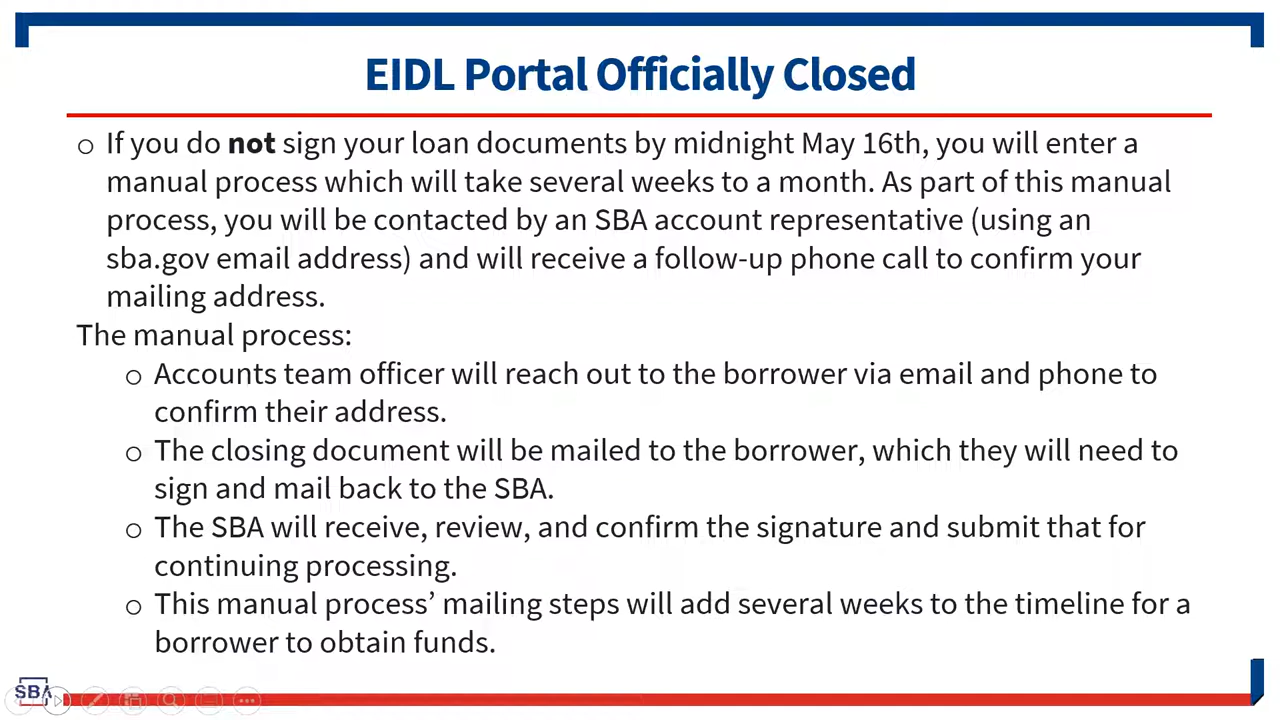 EIDL Portal Officially Closed
o If you do not sign your loan documents by midnight May 16th, you will enter a
manual process which will take several weeks to a month. As part of this manual
process, you will be contacted by an SBA account representative (using an
sba.gov email address) and will receive a follow-up phone call to confirm your
mailing address.
The manual process:
o Accounts team officer will reach out to the borrower via email and phone to
confirm their address.
o The closing document will be mailed to the borrower, which they will need to
sign and mail back to the SBA.
o The SBA will receive, review, and confirm the signature and submit that for
continuing processing.
o This manual process’ mailing steps will add several weeks to the timeline for a
borrower to obtain funds.
SBA